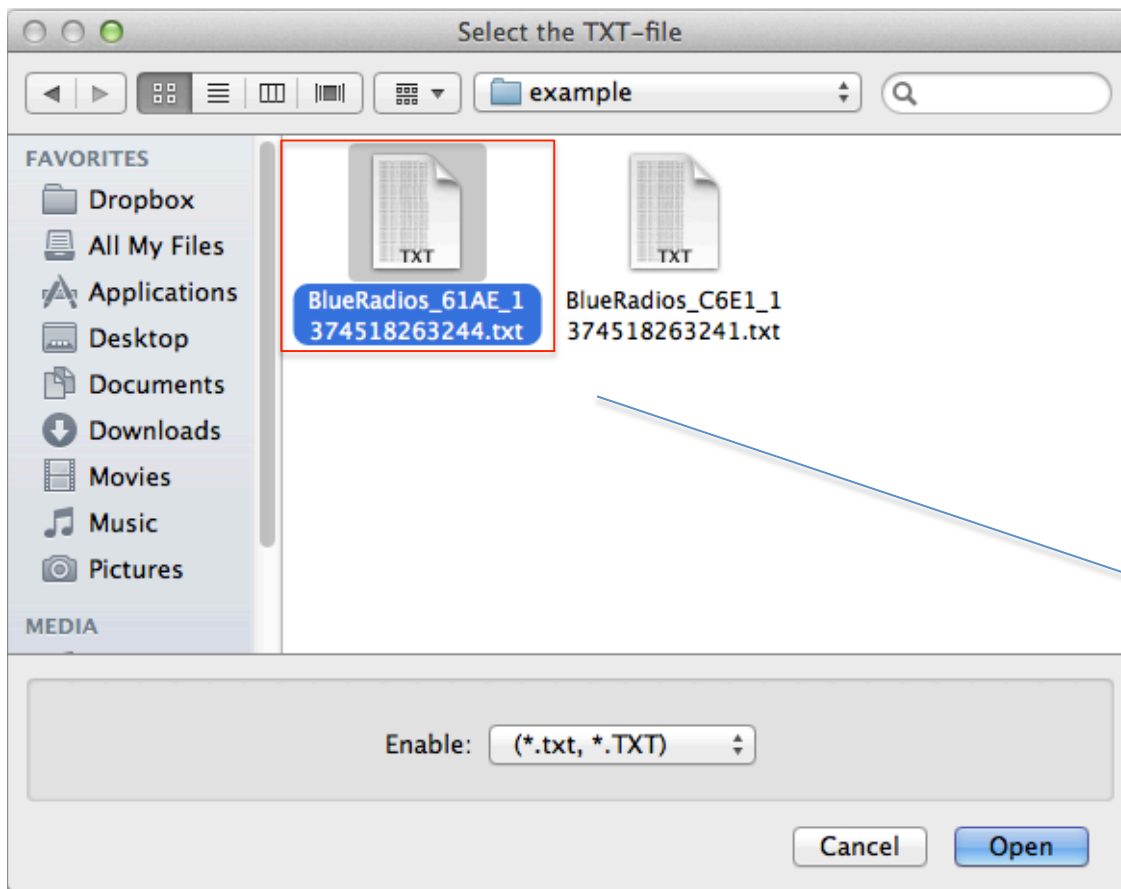 Select the TXT-file
example
FAVORITES
Dropbox
All My Files
Applications
Desktop
Documents
Downloads
Movies
Music
Pictures
MEDIA
TXT
BlueRadios_61AE_1
374518263244.txt
TXT
BlueRadios_C6E1_1
374518263241.txt
Enable: (*.txt, *.TXT)
Cancel Open